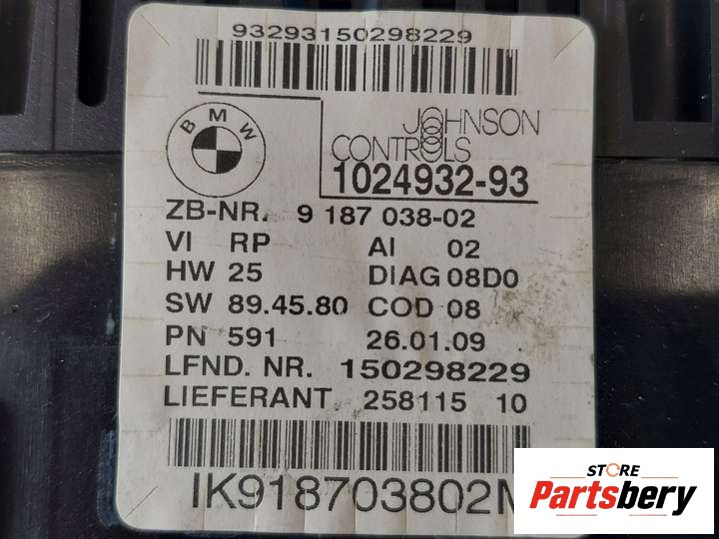 93293150298229
BMW
JOHNSON
CONTROLS
1024932-93
ZB-NR. 9 187 038-02
VI RP AI 02
HW 25 DIAG 08D0
SW 89.45.80 COD 08
PN 591 26.01.09
LFND. NR. 150298229
LIEFERANT 258115 10
IK918703802M
STORE
Partsbery